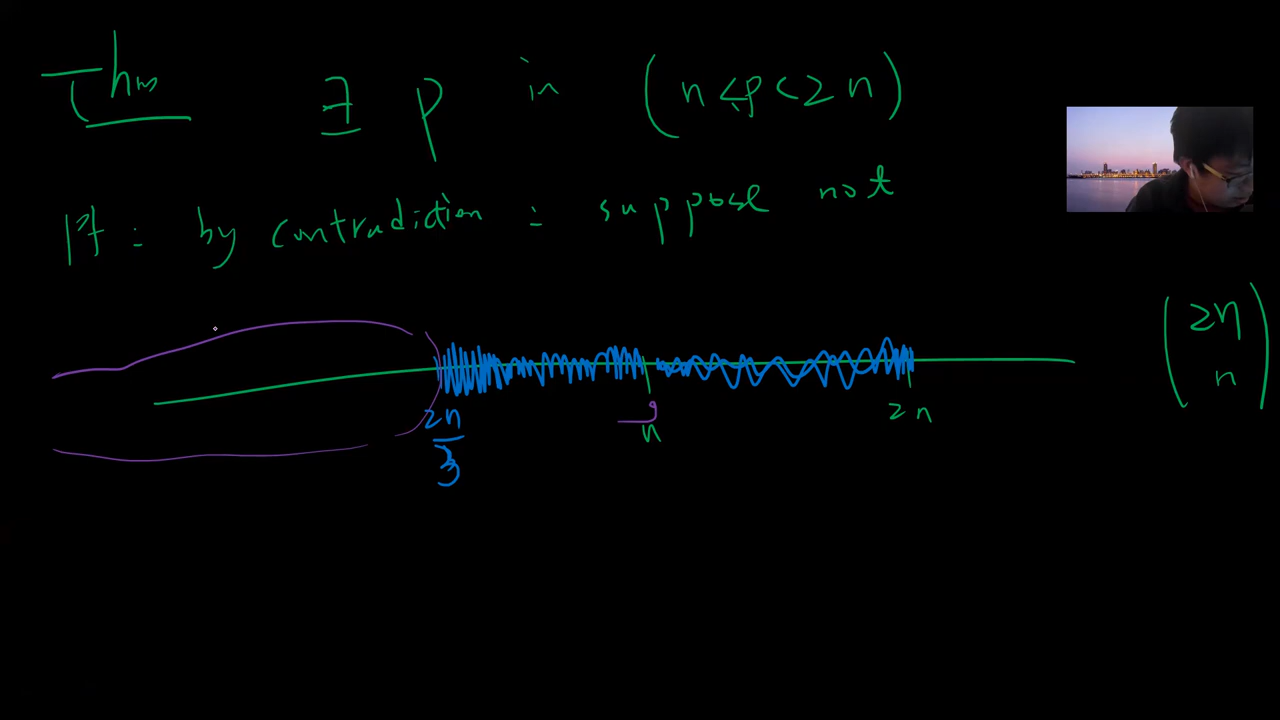 Thm ∃ p in (n<p<2n)
Pf: by contradiction: suppose not
2n/3 n 2n (2n n)